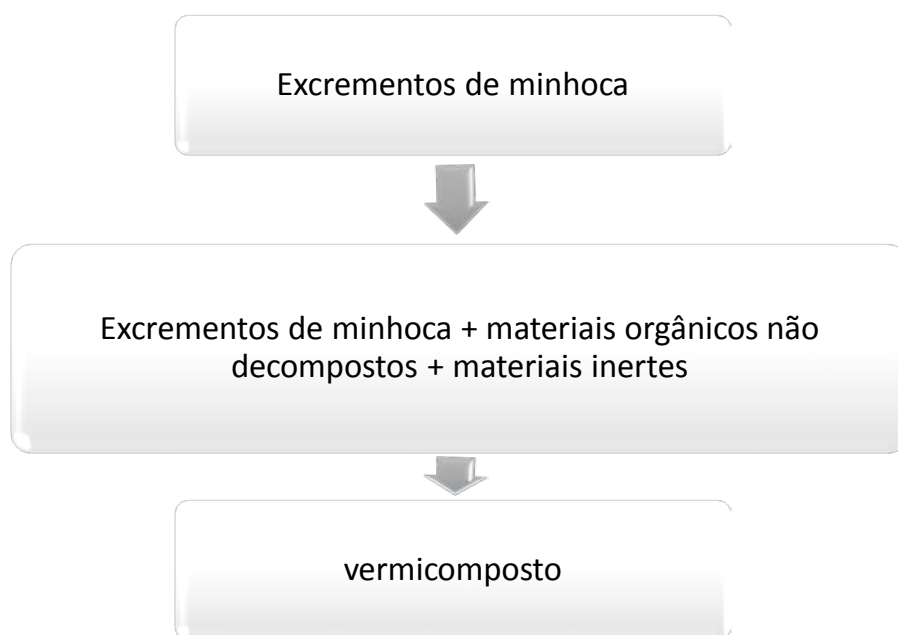 Excrementos de minhoca
Excrementos de minhoca + materiais orgânicos não
decompostos + materiais inertes
vermicomposto